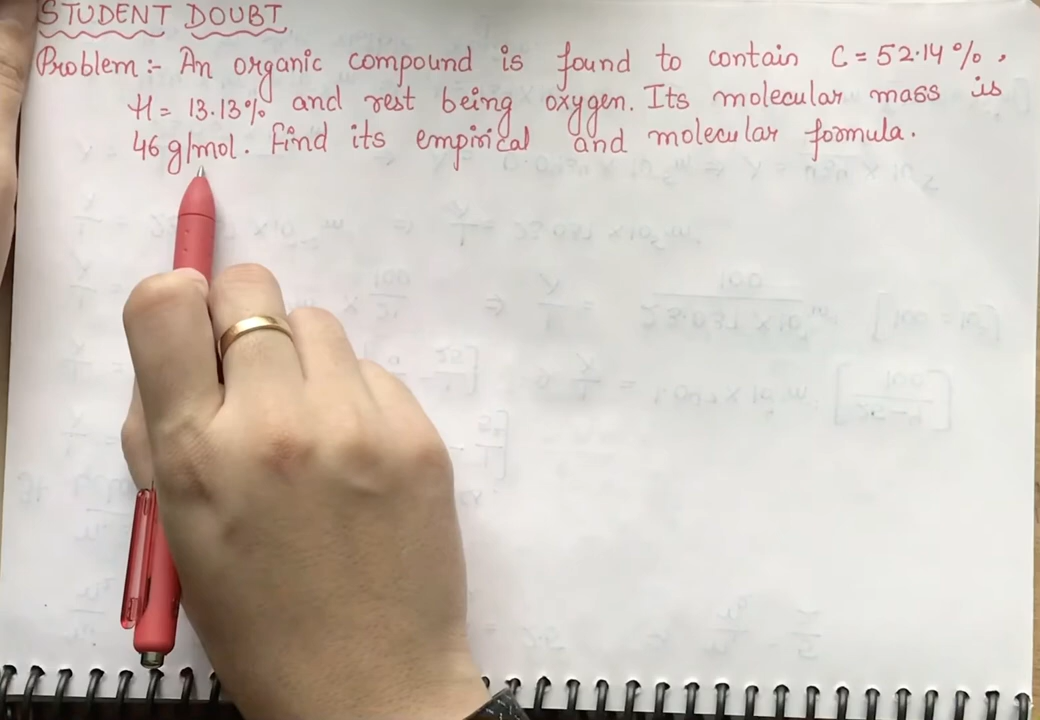 STUDENT DOUBT
Problem:- An organic compound is found to contain C = 52.14%,
H = 13.13% and rest being oxygen. Its molecular mass is
46 g/mol. Find its empirical and molecular formula.